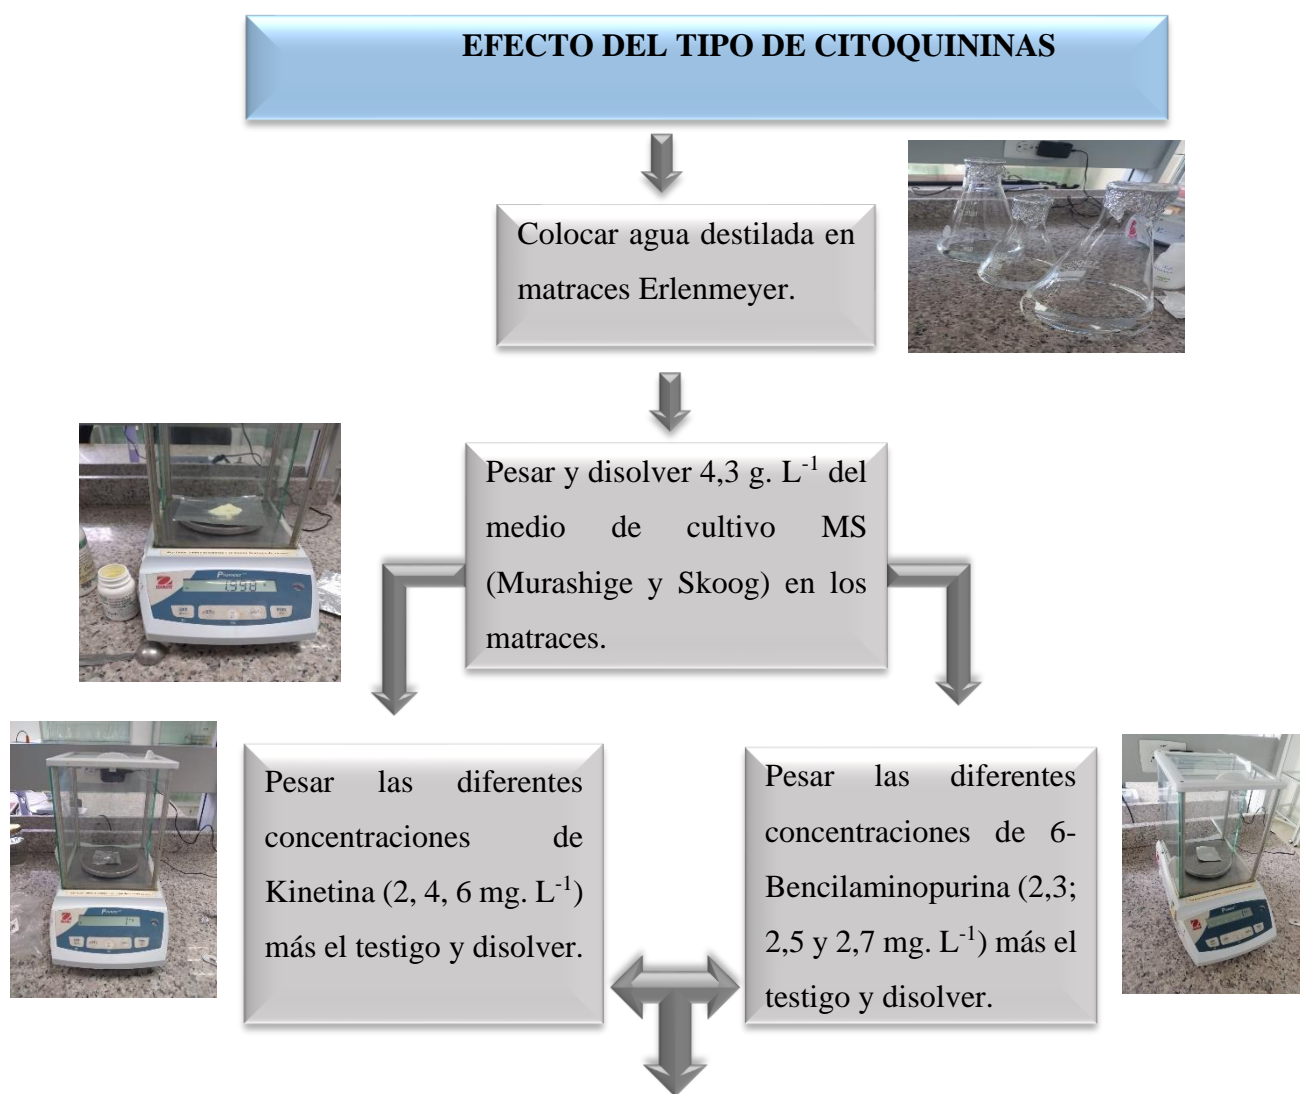 EFECTO DEL TIPO DE CITOQUININAS
Colocar agua destilada en
matraces Erlenmeyer.
Pesar y disolver 4,3 g. L⁻¹ del
medio de cultivo MS
(Murashige y Skoog) en los
matraces.
Pesar las diferentes
concentraciones de
Kinetina (2, 4, 6 mg. L⁻¹)
más el testigo y disolver.
Pesar las diferentes
concentraciones de 6-
Bencilaminopurina (2,3;
2,5 y 2,7 mg. L⁻¹) más el
testigo y disolver.